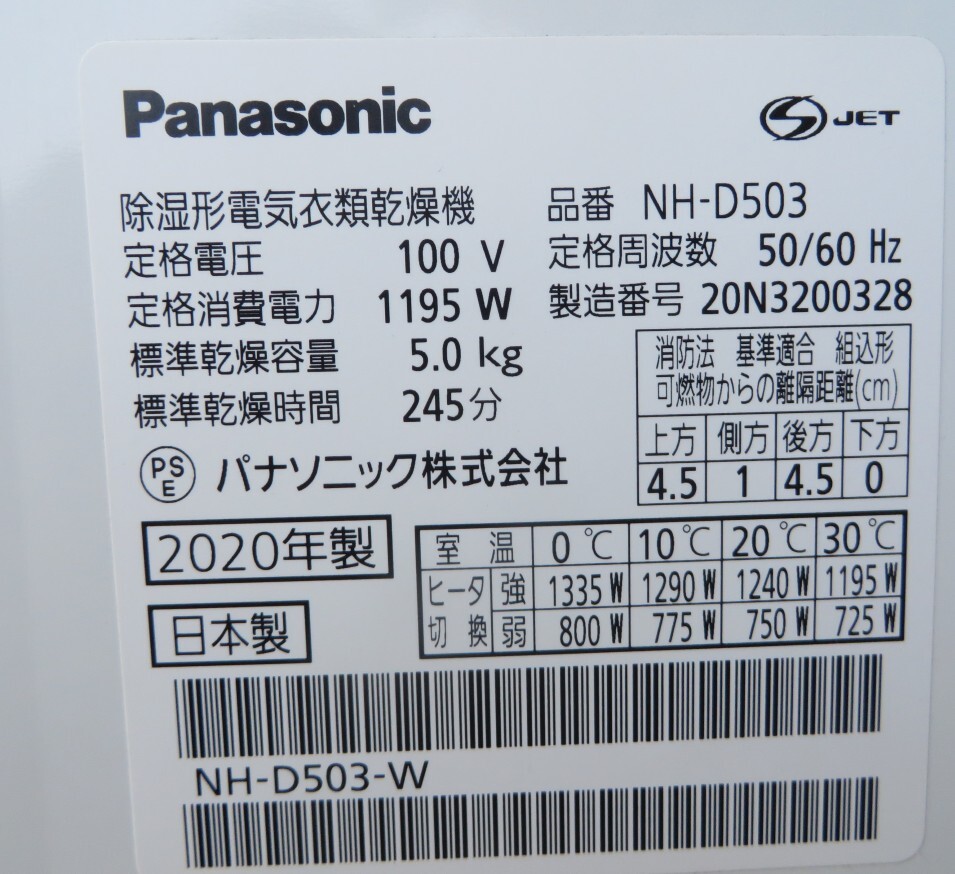 Panasonic
JET
除湿形電気衣類乾燥機 品番 NH-D503
定格電圧 100 V 定格周波数 50/60 Hz
定格消費電力 1195 W 製造番号 20N3200328
標準乾燥容量 5.0 kg
標準乾燥時間 245分
消防法 基準適合 組込形
可燃物からの離隔距離(cm)
上方 側方 後方 下方
4.5 1 4.5 0
PS
E
パナソニック株式会社
2020年製
日本製
室温 0℃ 10℃ 20℃ 30℃
ヒータ 強 1335 W 1290 W 1240 W 1195 W
切換 弱 800 W 775 W 750 W 725 W
NH-D503-W